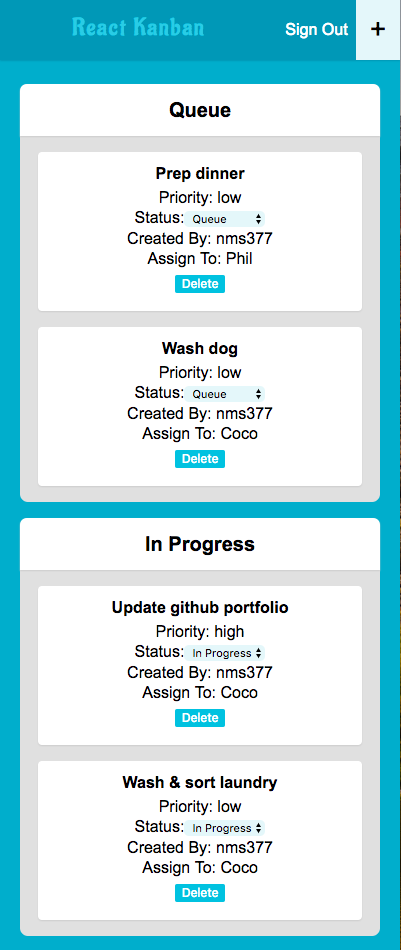 React Kanban
Sign Out
+
Queue
Prep dinner
Priority: low
Status: Queue
Created By: nms377
Assign To: Phil
Delete
Wash dog
Priority: low
Status: Queue
Created By: nms377
Assign To: Coco
Delete
In Progress
Update github portfolio
Priority: high
Status: In Progress
Created By: nms377
Assign To: Coco
Delete
Wash & sort laundry
Priority: low
Status: In Progress
Created By: nms377
Assign To: Coco
Delete